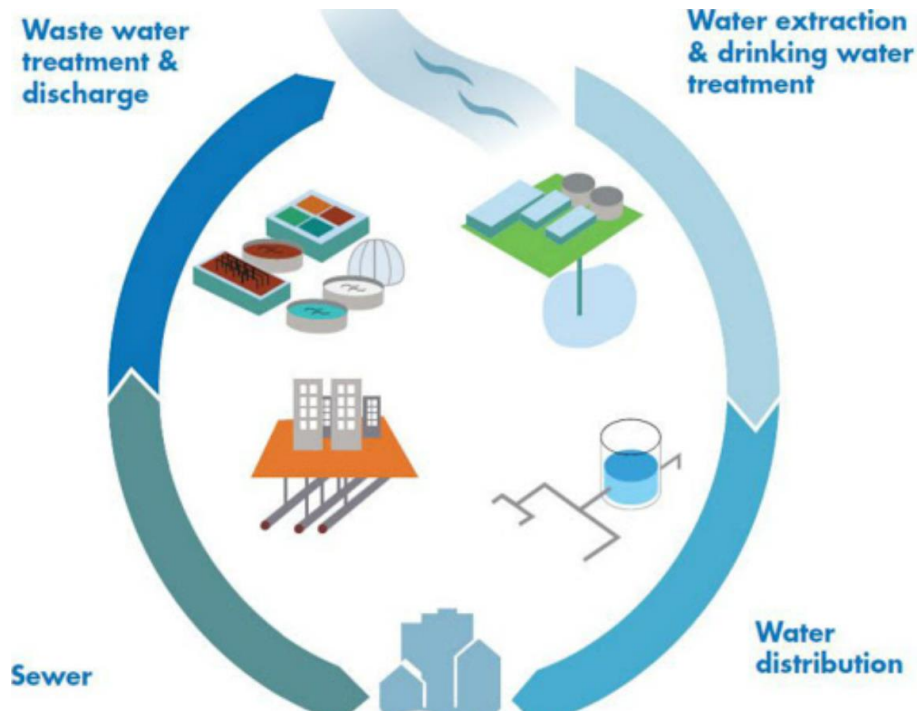 Waste water
treatment &
discharge
Water extraction
& drinking water
treatment
Sewer
Water
distribution